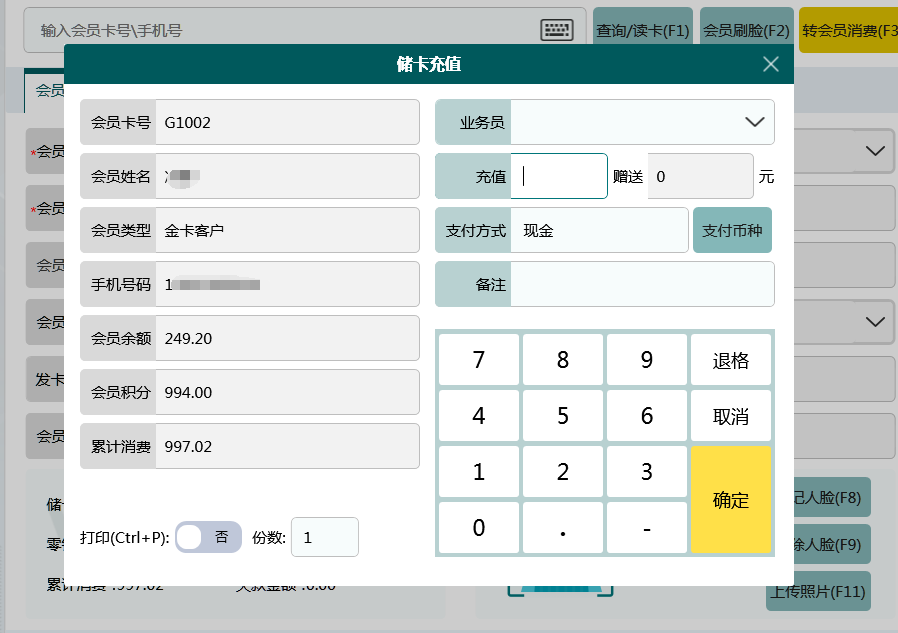 输入会员卡号\手机号
查询/读卡(F1)
会员刷脸(F2)
转会员消费(F3
储卡充值
会员
*会员
*会员
会员
会员
发卡
会员
会员卡号 G1002
会员姓名
会员类型 金卡客户
手机号码 1
会员余额 249.20
会员积分 994.00
累计消费 997.02
打印(Ctrl+P): 否 份数: 1
业务员
充值 赠送 0 元
支付方式 现金 支付币种
备注
7 8 9 退格
4 5 6 取消
1 2 3 确定
0 . -
储
零
累计消费 :997.02 欠款金额 :0.00
记人脸(F8)
除人脸(F9)
上传照片(F11)